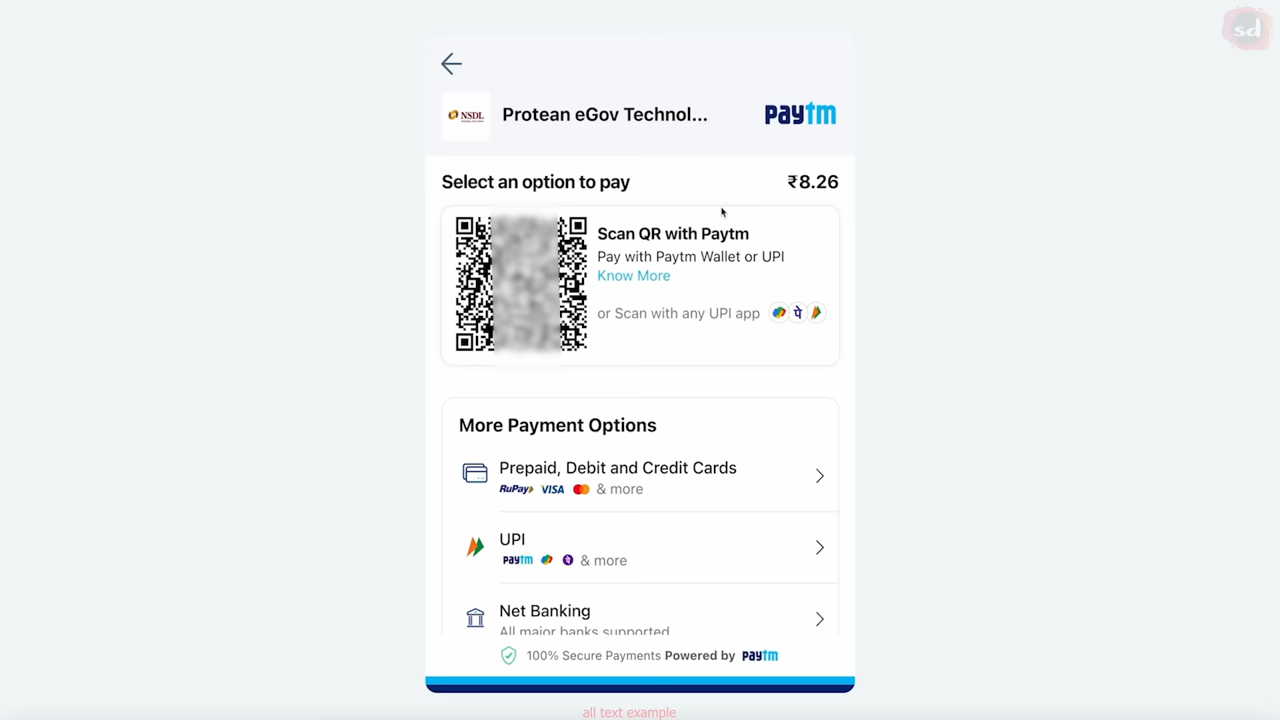 sd
NSDL
Protean eGov Technol...
paytm
Select an option to pay
₹8.26
Scan QR with Paytm
Pay with Paytm Wallet or UPI
Know More
or Scan with any UPI app
पे
More Payment Options
Prepaid, Debit and Credit Cards
RuPay VISA & more
UPI
paytm पे & more
Net Banking
All major banks supported
100% Secure Payments Powered by paytm
all text example